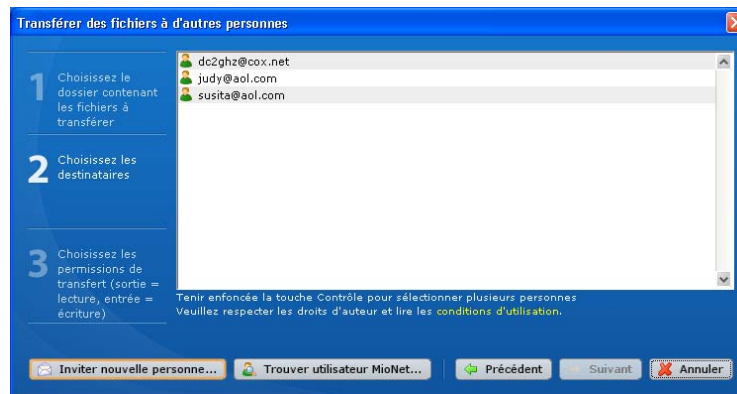 Transférer des fichiers à d'autres personnes
1 Choisissez le
dossier contenant
les fichiers à
transférer
2 Choisissez les
destinataires
3 Choisissez les
permissions de
transfert (sortie =
lecture, entrée =
écriture)
dc2ghz@cox.net
judy@aol.com
susita@aol.com
Tenir enfoncée la touche Contrôle pour sélectionner plusieurs personnes
Veuillez respecter les droits d'auteur et lire les conditions d'utilisation.
Inviter nouvelle personne... Trouver utilisateur MioNet... Précédent Suivant Annuler